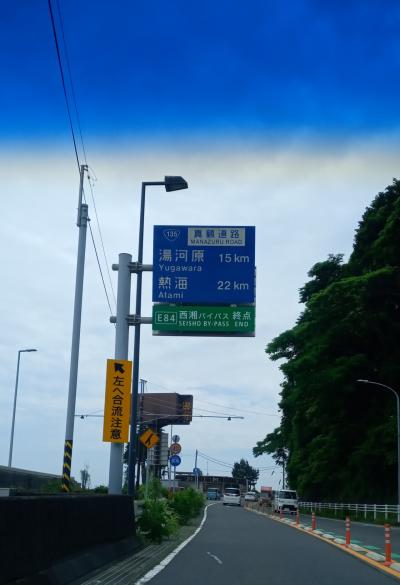 135
真鶴道路
MANAZURU ROAD
湯河原 15 km
Yugawara
熱海 22 km
Atami
E84 西湘バイパス 終点
SEISHO BY-PASS END
左へ合流注意